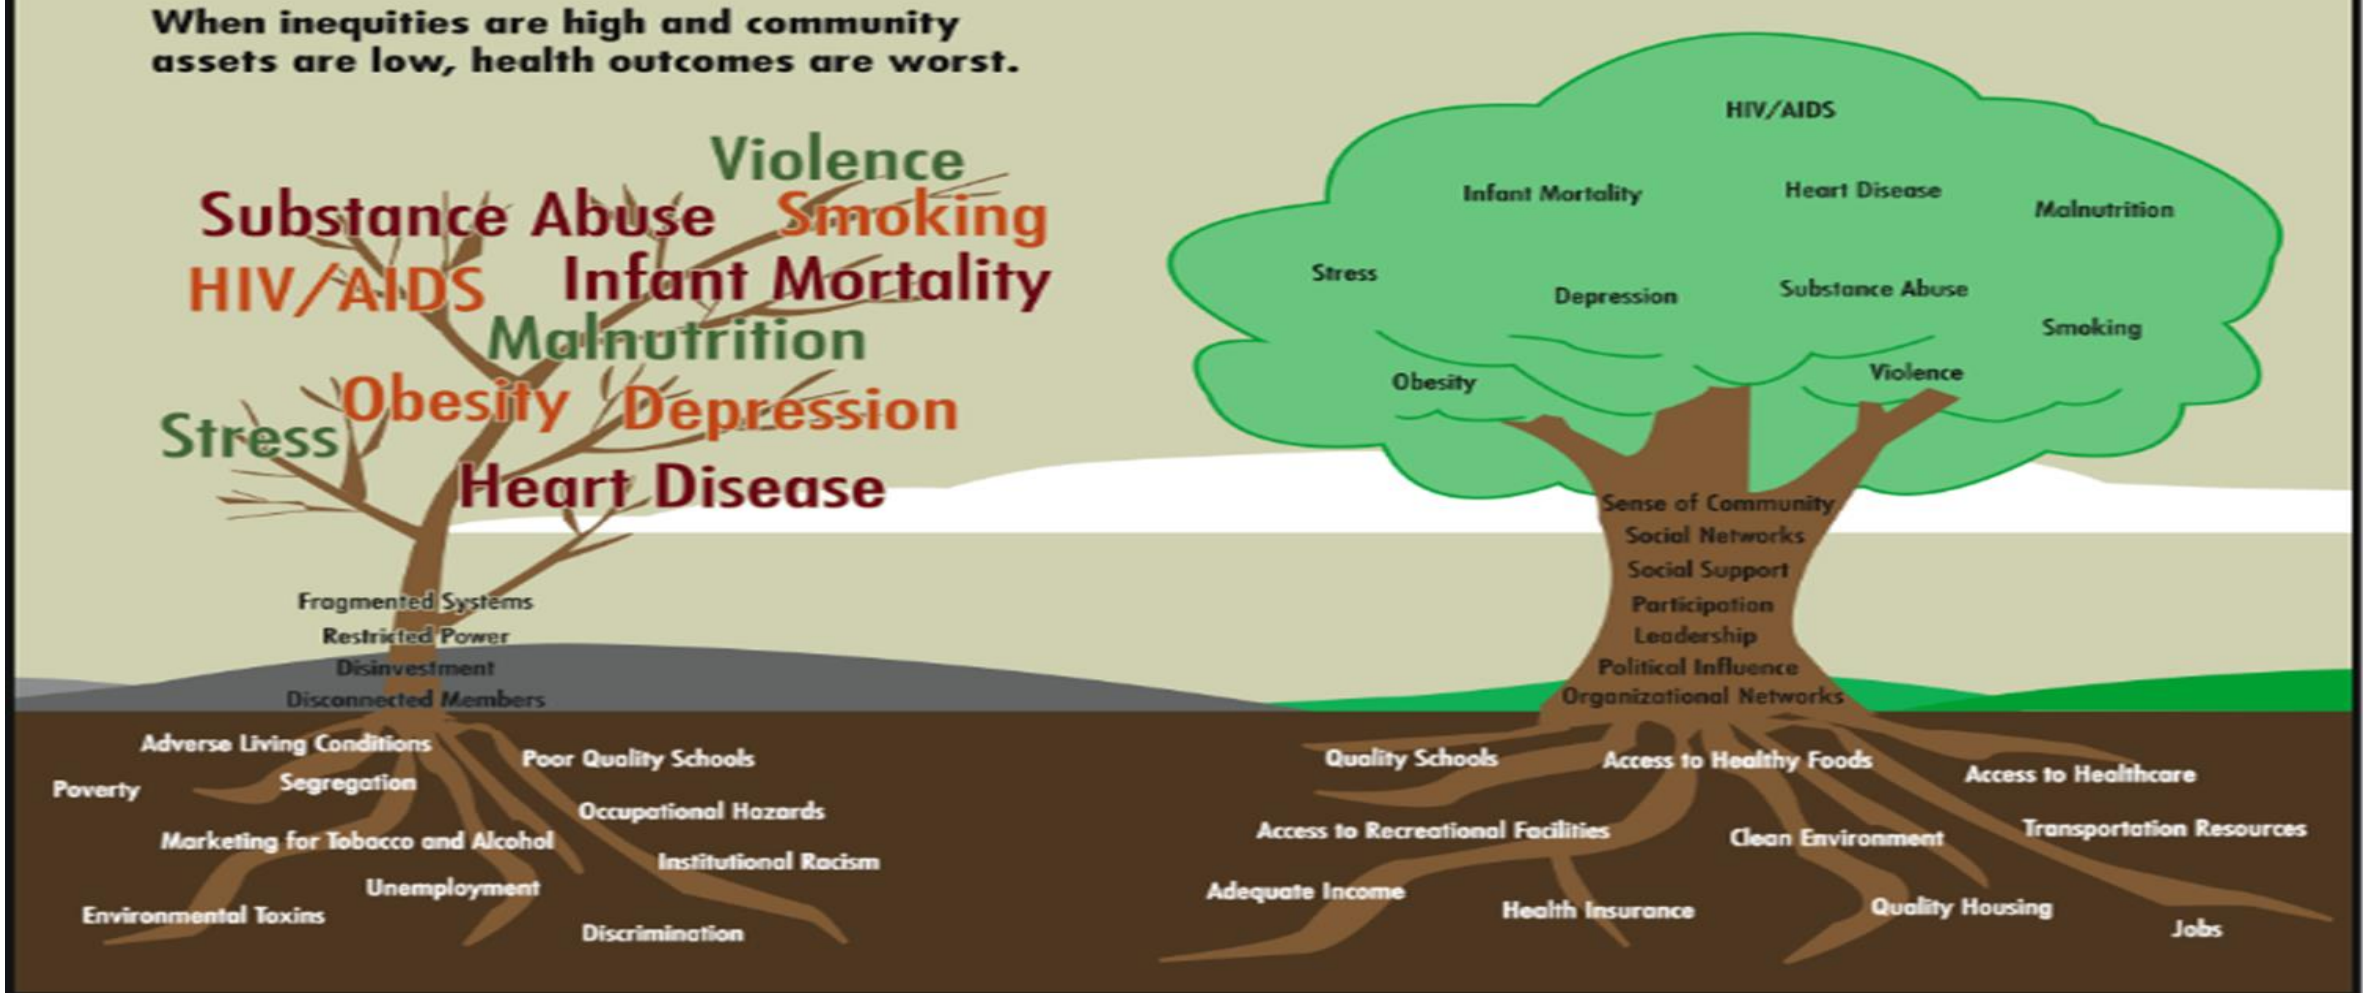 When inequities are high and community
assets are low, health outcomes are worst.
Violence
Substance Abuse
Smoking
HIV/AIDS
Infant Mortality
Malnutrition
Obesity
Depression
Stress
Heart Disease
Fragmented Systems
Restricted Power
Disinvestment
Disconnected Members
Adverse Living Conditions
Poor Quality Schools
Segregation
Poverty
Occupational Hazards
Marketing for Tobacco and Alcohol
Institutional Racism
Unemployment
Environmental Toxins
Discrimination
HIV/AIDS
Infant Mortality
Heart Disease
Malnutrition
Stress
Depression
Substance Abuse
Smoking
Obesity
Violence
Sense of Community
Social Networks
Social Support
Participation
Leadership
Political Influence
Organizational Networks
Quality Schools
Access to Healthy Foods
Access to Healthcare
Access to Recreational Facilities
Clean Environment
Transportation Resources
Adequate Income
Health Insurance
Quality Housing
Jobs